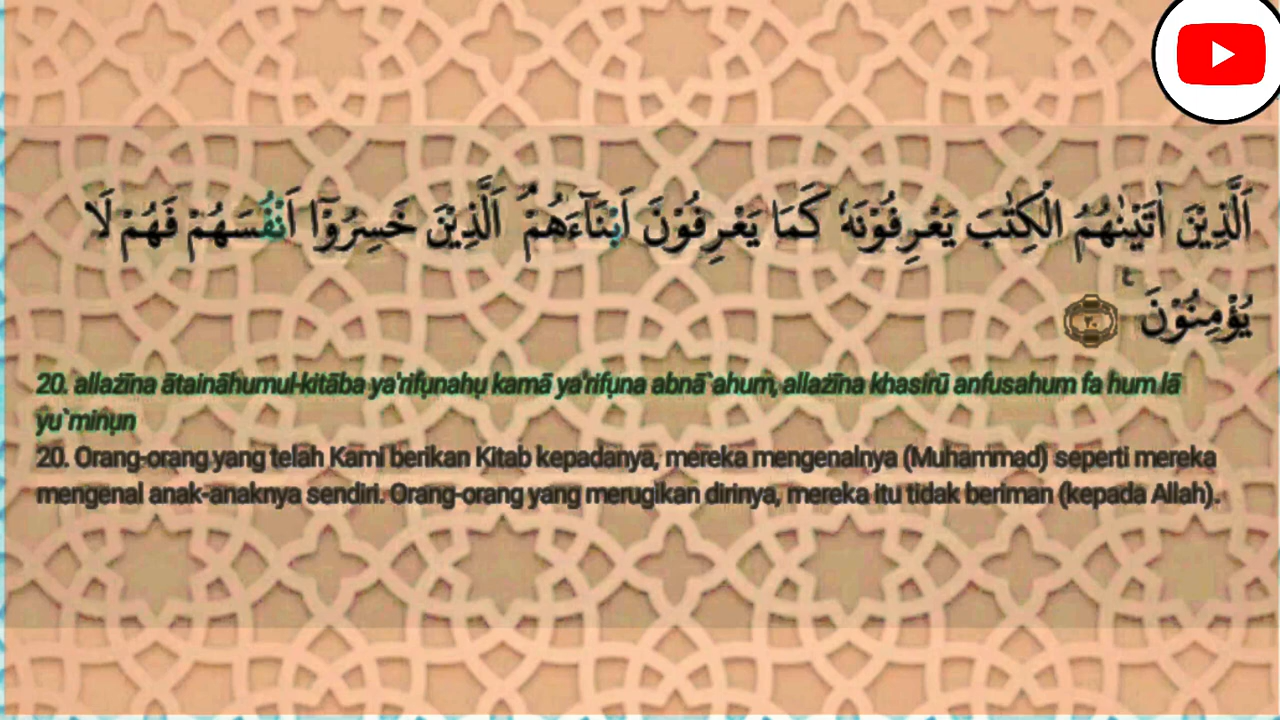 اَلَّذِيْنَ اٰتَيْنٰهُمُ الْكِتٰبَ يَعْرِفُوْنَهٗ كَمَا يَعْرِفُوْنَ اَبْنَاۤءَهُمْۘ اَلَّذِيْنَ خَسِرُوْٓا اَنْفُسَهُمْ فَهُمْ لَا
يُؤْمِنُوْنَ ࣖ ٢٠
20. allażīna ātaināhumul-kitāba ya'rifụnahụ kamā ya'rifụna abnā`ahum, allażīna khasirū anfusahum fa hum lā
yu`minụn
20. Orang-orang yang telah Kami berikan Kitab kepadanya, mereka mengenalnya (Muhammad) seperti mereka
mengenal anak-anaknya sendiri. Orang-orang yang merugikan dirinya, mereka itu tidak beriman (kepada Allah).